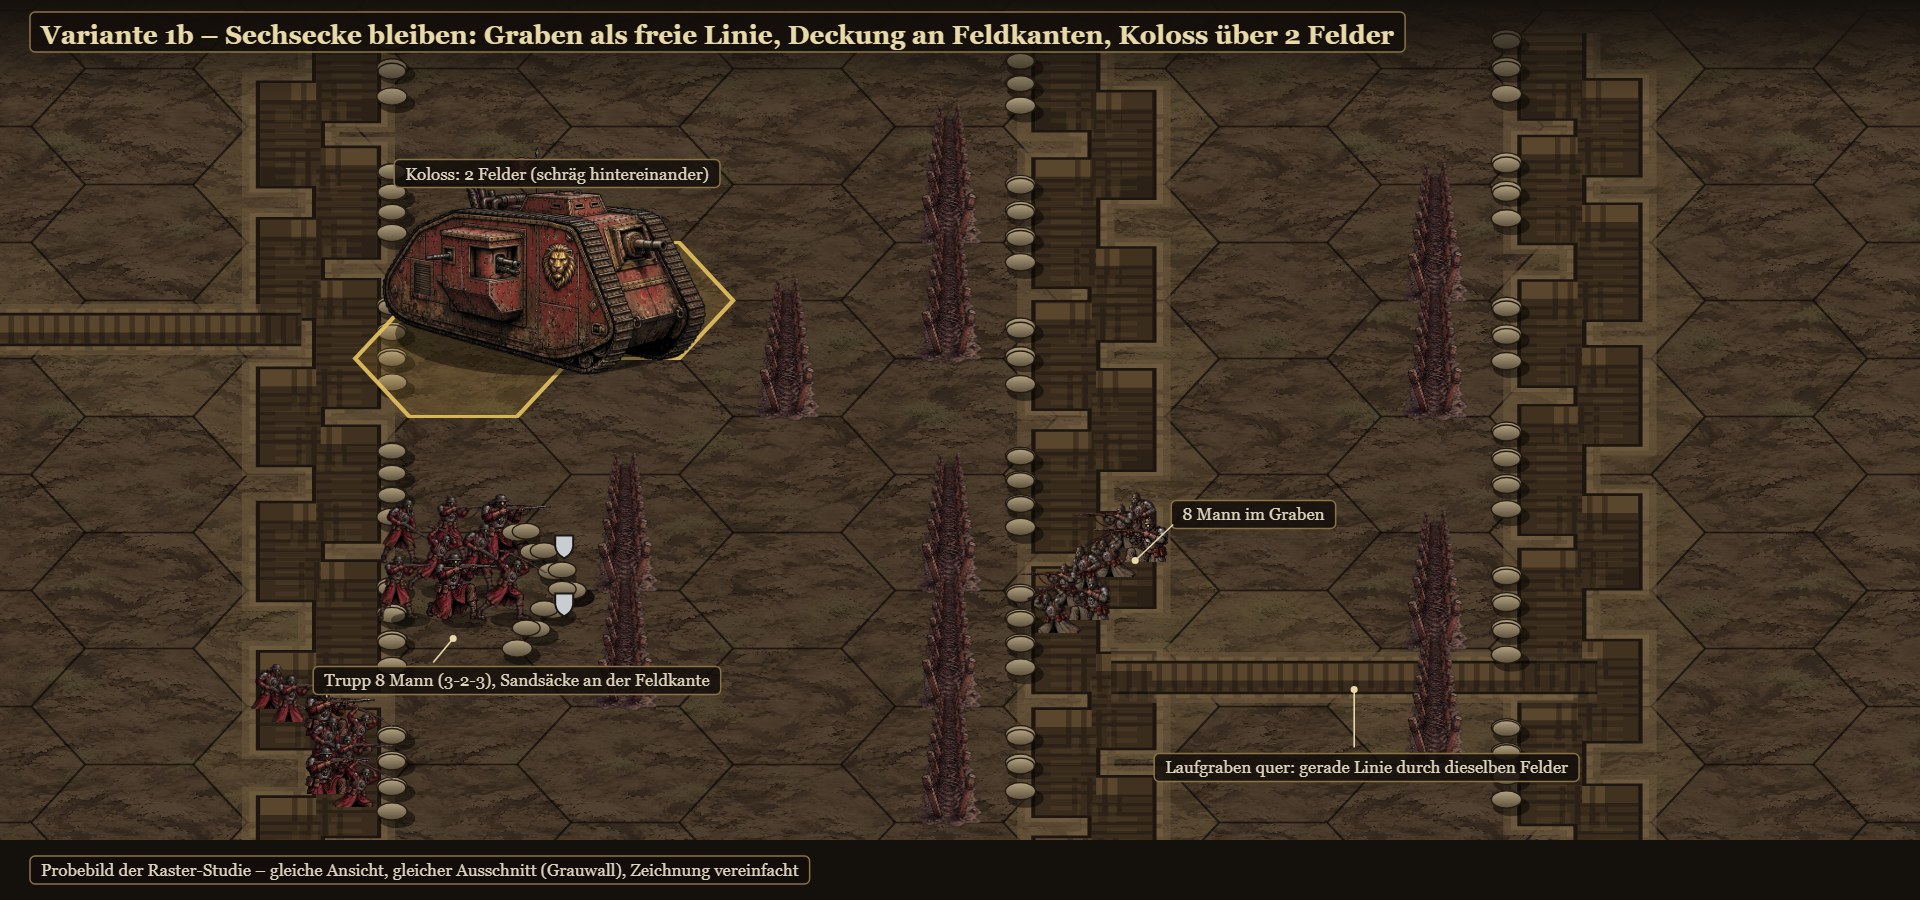 Variante 1b – Sechsecke bleiben: Graben als freie Linie, Deckung an Feldkanten, Koloss über 2 Felder
Koloss: 2 Felder (schräg hintereinander)
8 Mann im Graben
Trupp 8 Mann (3-2-3), Sandsäcke an der Feldkante
Laufgraben quer: gerade Linie durch dieselben Felder
Probebild der Raster-Studie – gleiche Ansicht, gleicher Ausschnitt (Grauwall), Zeichnung vereinfacht